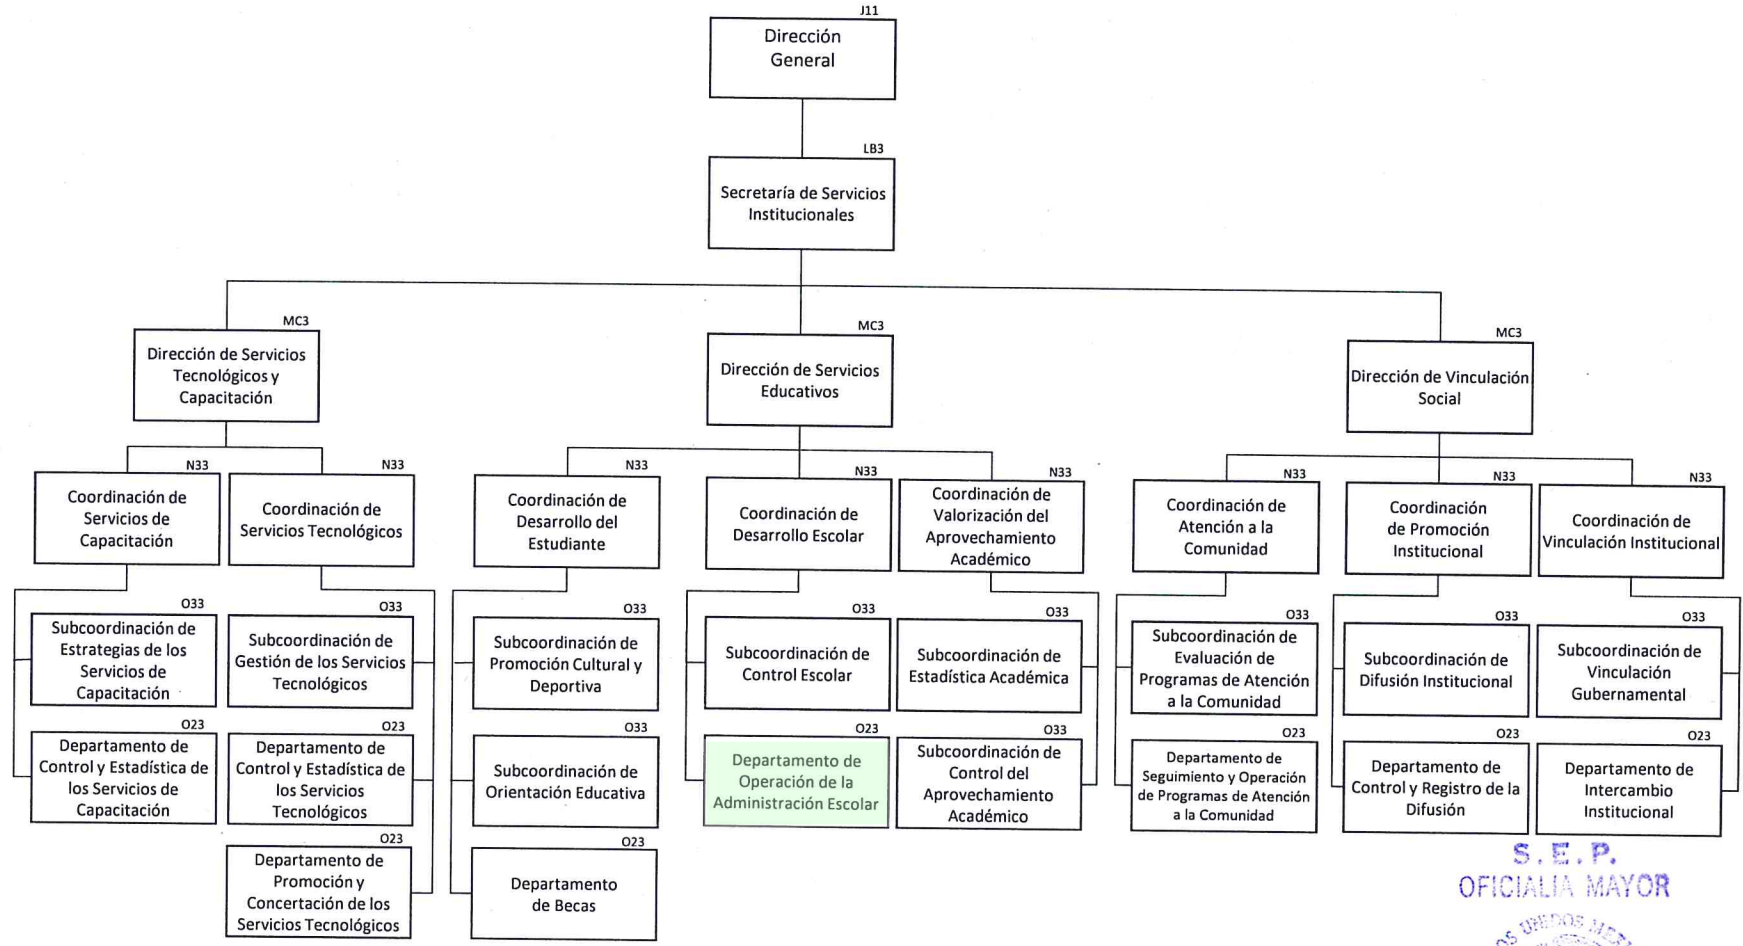 J11
Dirección
General
LB3
Secretaría de Servicios
Institucionales
MC3
Dirección de Servicios
Tecnológicos y
Capacitación
MC3
Dirección de Servicios
Educativos
MC3
Dirección de Vinculación
Social
N33
Coordinación de
Servicios de
Capacitación
N33
Coordinación de
Servicios Tecnológicos
N33
Coordinación de
Desarrollo del
Estudiante
N33
Coordinación de
Desarrollo Escolar
N33
Coordinación de
Valorización del
Aprovechamiento
Académico
N33
Coordinación de
Atención a la
Comunidad
N33
Coordinación
de Promoción
Institucional
N33
Coordinación de
Vinculación Institucional
O33
Subcoordinación de
Estrategias de los
Servicios de
Capacitación
O33
Subcoordinación de
Gestión de los Servicios
Tecnológicos
O33
Subcoordinación de
Promoción Cultural y
Deportiva
O33
Subcoordinación de
Control Escolar
O33
Subcoordinación de
Estadística Académica
O33
Subcoordinación de
Evaluación de
Programas de Atención
a la Comunidad
O33
Subcoordinación de
Difusión Institucional
O33
Subcoordinación de
Vinculación
Gubernamental
O23
Departamento de
Control y Estadística de
los Servicios de
Capacitación
O23
Departamento de
Control y Estadística de
los Servicios
Tecnológicos
O33
Subcoordinación de
Orientación Educativa
O23
Departamento de
Operación de la
Administración Escolar
O33
Subcoordinación de
Control del
Aprovechamiento
Académico
O23
Departamento de
Seguimiento y Operación
de Programas de Atención
a la Comunidad
O23
Departamento de
Control y Registro de la
Difusión
O23
Departamento de
Intercambio
Institucional
O23
Departamento de
Promoción y
Concertación de los
Servicios Tecnológicos
O23
Departamento
de Becas
S.E.P.
OFICIALIA MAYOR